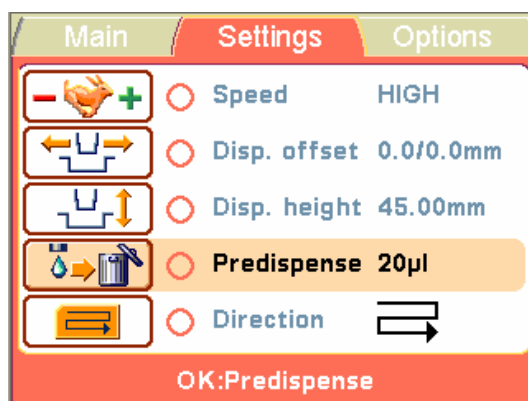 Main Settings Options
Speed HIGH
Disp. offset 0.0/0.0mm
Disp. height 45.00mm
Predispense 20µl
Direction
OK:Predispense